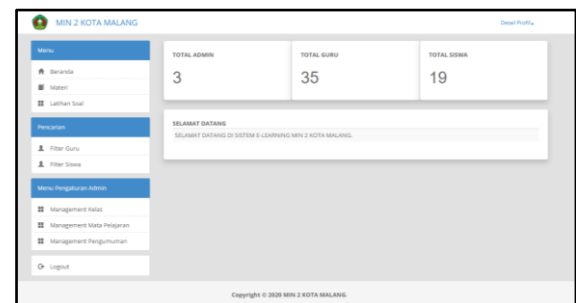 MIN 2 KOTA MALANG
Detail Profil
Menu
Beranda
Materi
Latihan Soal
Pencarian
Filter Guru
Filter Siswa
Menu Pengaturan Admin
Management Kelas
Management Mata Pelajaran
Management Pengumuman
Logout
TOTAL ADMIN
3
TOTAL GURU
35
TOTAL SISWA
19
SELAMAT DATANG
SELAMAT DATANG DI SISTEM E-LEARNING MIN 2 KOTA MALANG.
Copyright © 2020 MIN 2 KOTA MALANG.